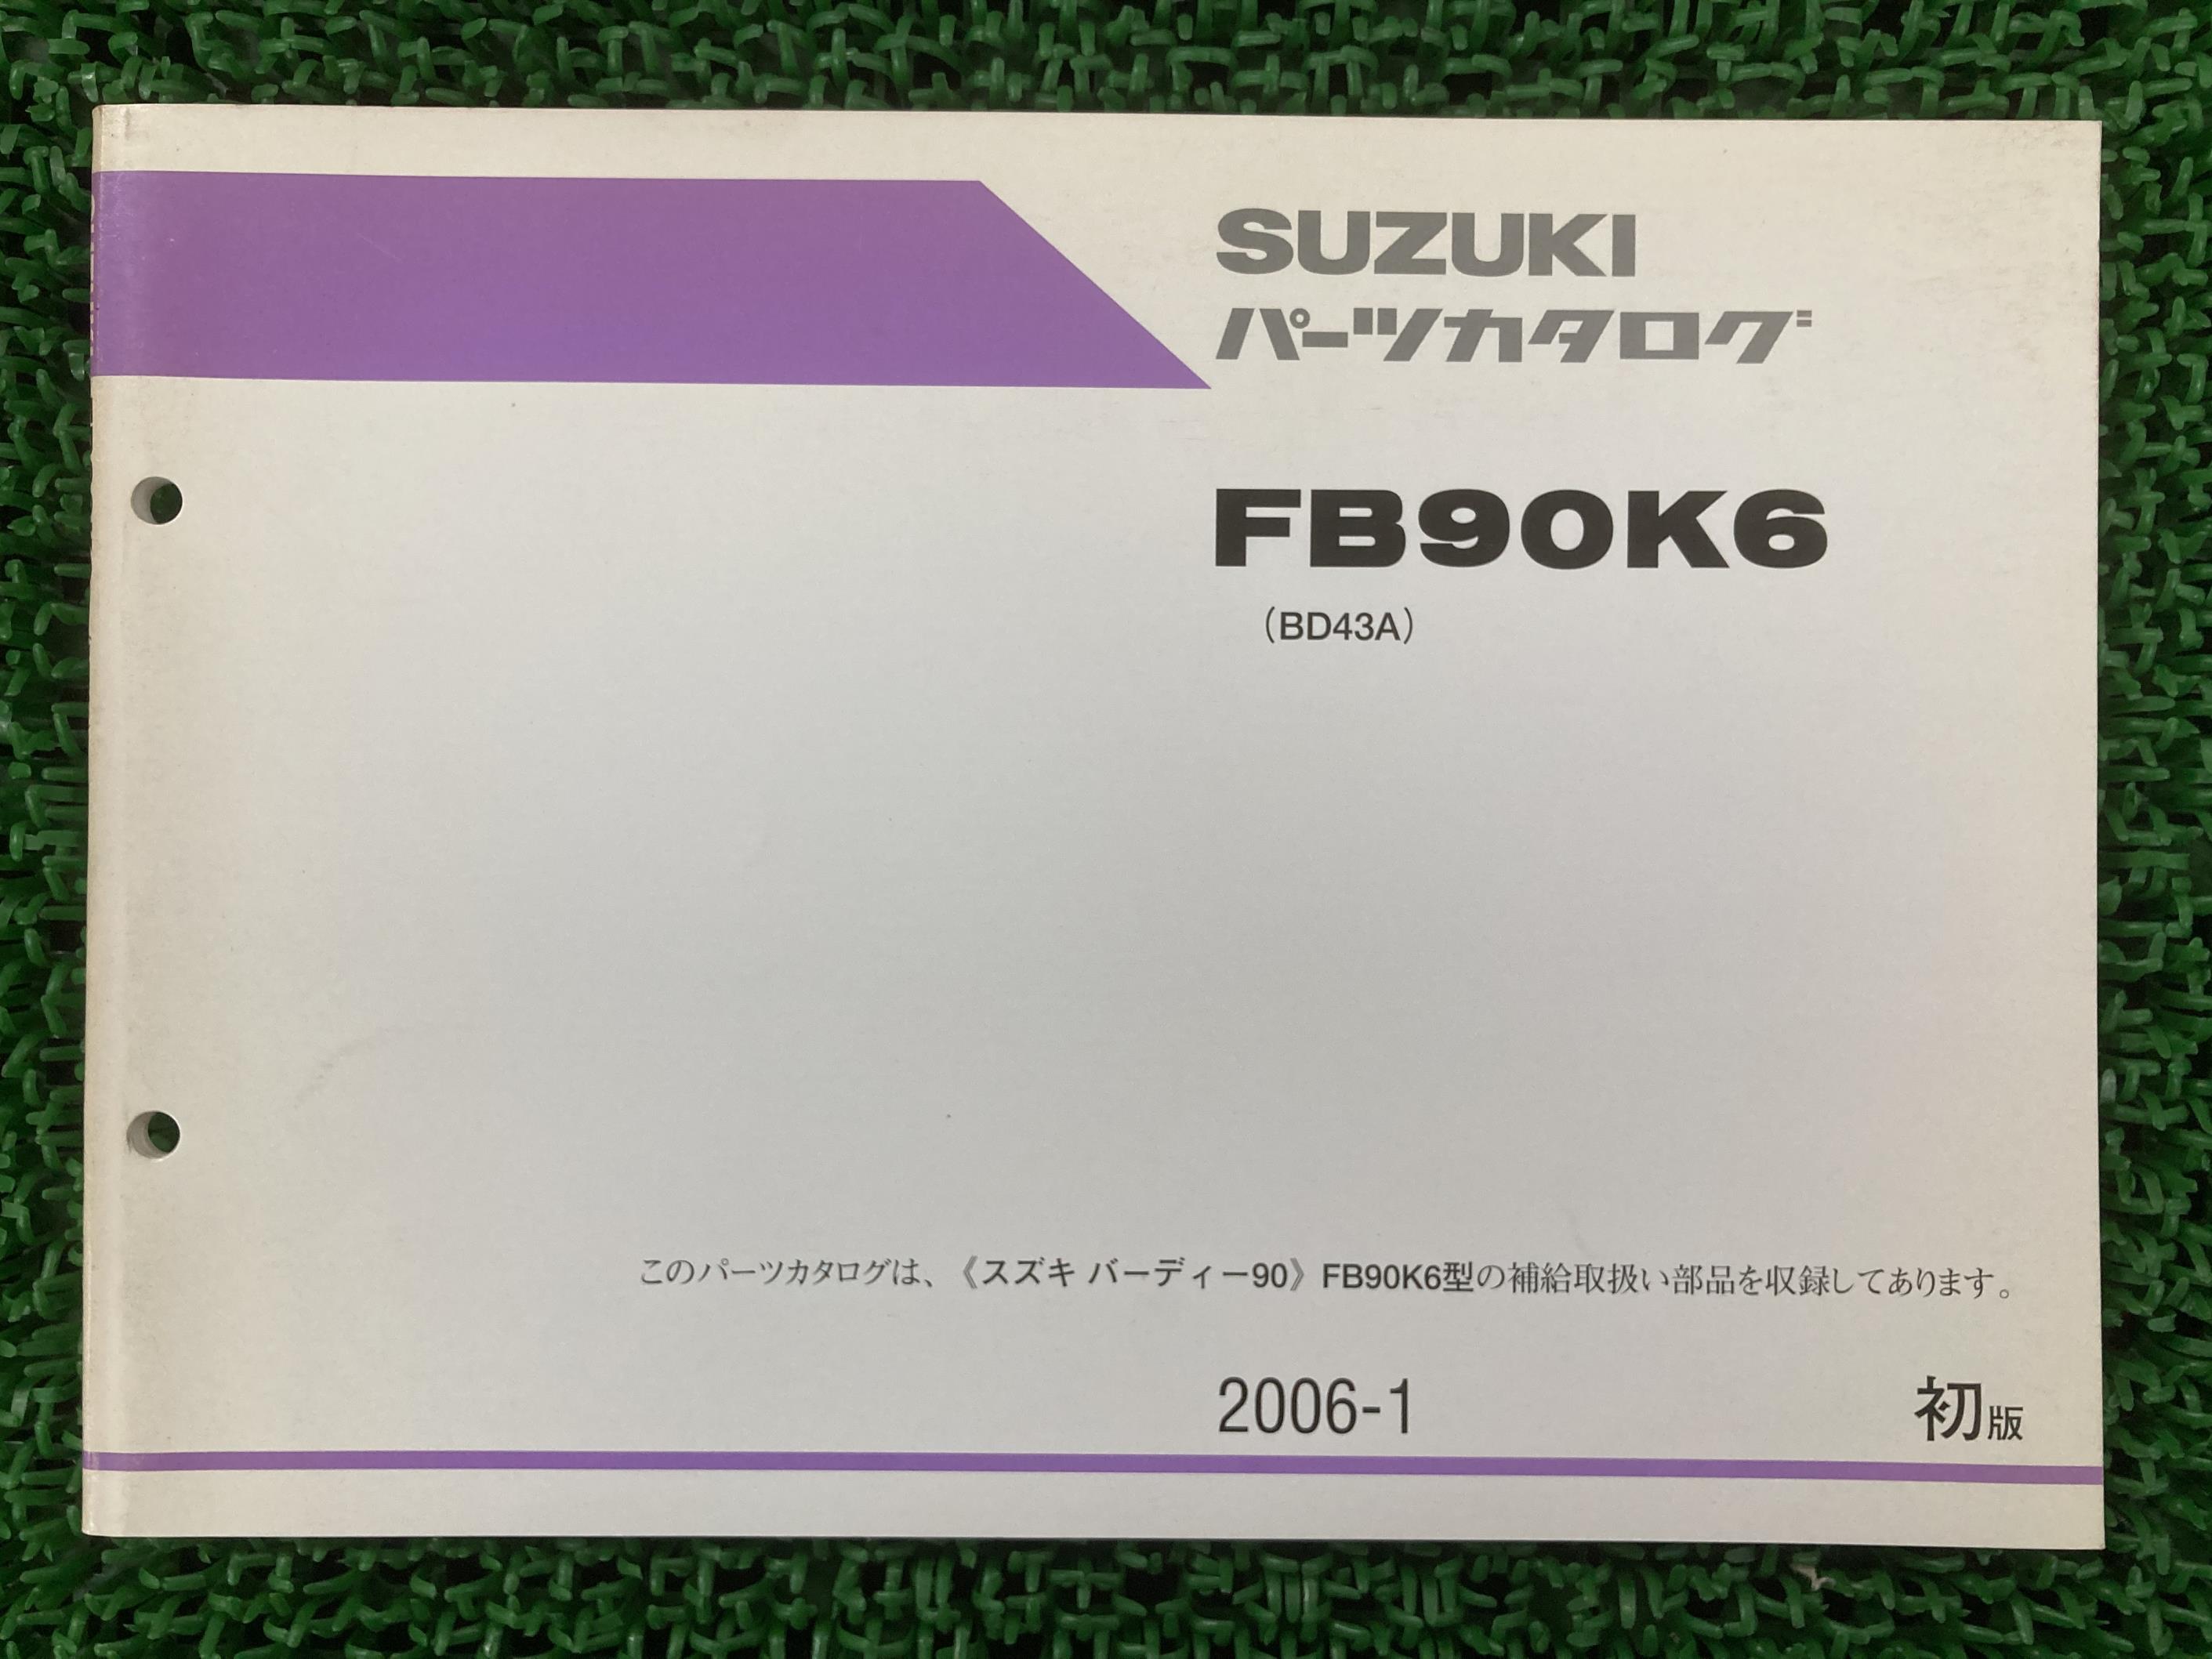 SUZUKI
パーツカタログ
FB90K6
（BD43A）
このパーツカタログは、《スズキ バーディー90》FB90K6型の補給取扱い部品を収録してあります。
2006-1
初版